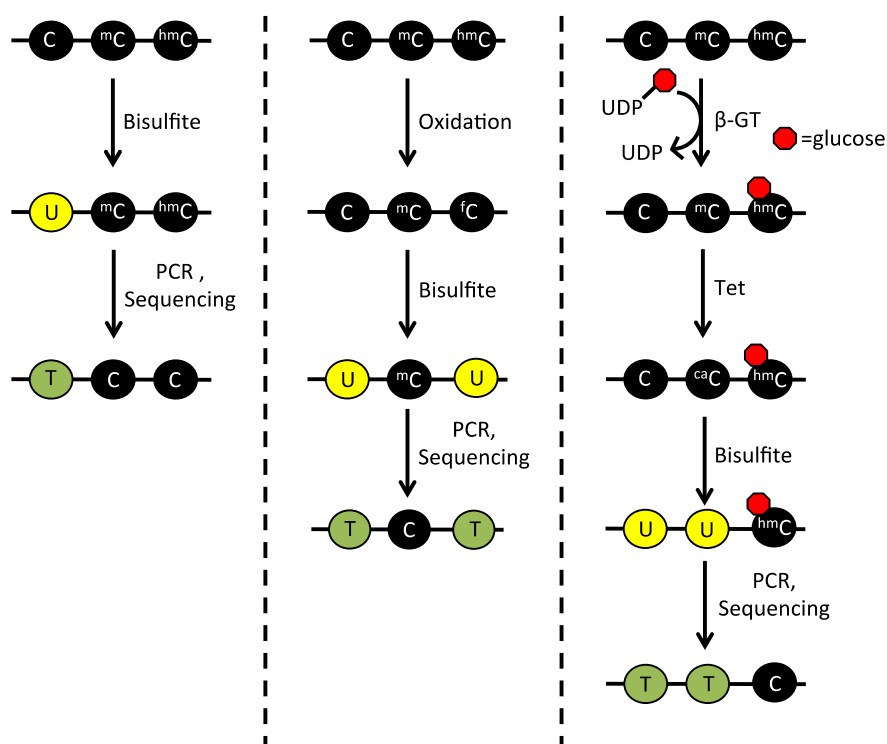 C mC hmC
Bisulfite
U mC hmC
PCR ,
Sequencing
T C C
C mC hmC
Oxidation
C mC fC
Bisulfite
U mC U
PCR,
Sequencing
T C T
C mC hmC
UDP
β-GT
UDP
=glucose
C mC hmC
Tet
C caC hmC
Bisulfite
U U hmC
PCR,
Sequencing
T T C